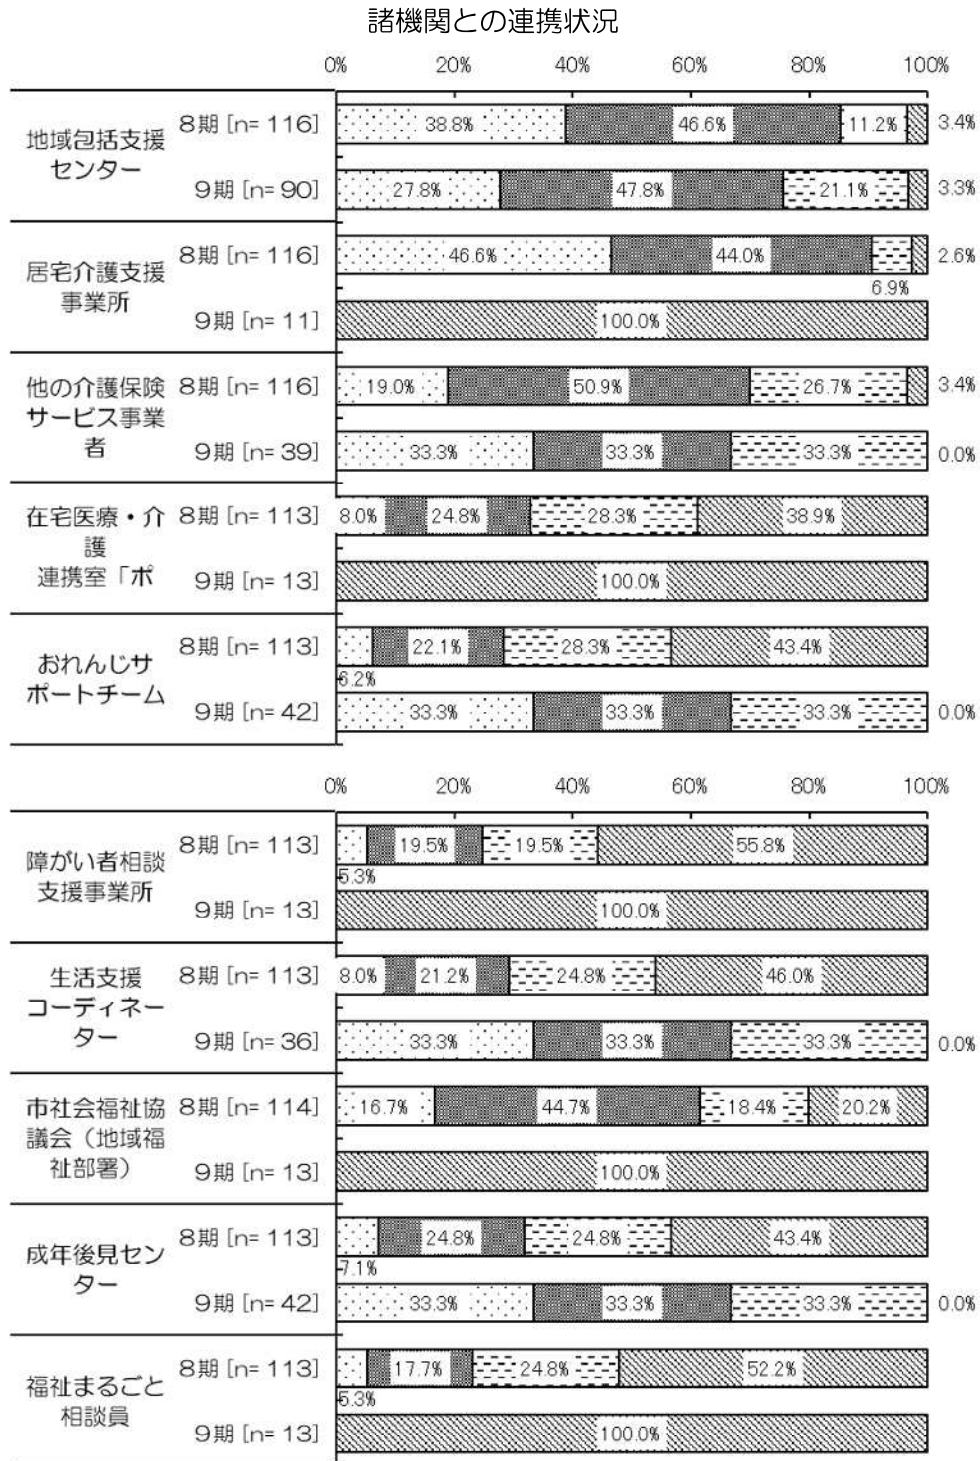 諸機関との連携状況
0% 20% 40% 60% 80% 100%
地域包括支援
センター
8期 [n= 116] 38.8% 46.6% 11.2% 3.4%
9期 [n= 90] 27.8% 47.8% 21.1% 3.3%
居宅介護支援
事業所
8期 [n= 116] 46.6% 44.0% 6.9% 2.6%
9期 [n= 11] 100.0%
他の介護保険
サービス事業
者
8期 [n= 116] 19.0% 50.9% 26.7% 3.4%
9期 [n= 39] 33.3% 33.3% 33.3% 0.0%
在宅医療・介
護
連携室「ポ
8期 [n= 113] 8.0% 24.8% 28.3% 38.9%
9期 [n= 13] 100.0%
おれんじサ
ポートチーム
8期 [n= 113] 6.2% 22.1% 28.3% 43.4%
9期 [n= 42] 33.3% 33.3% 33.3% 0.0%
0% 20% 40% 60% 80% 100%
障がい者相談
支援事業所
8期 [n= 113] 5.3% 19.5% 19.5% 55.8%
9期 [n= 13] 100.0%
生活支援
コーディネー
ター
8期 [n= 113] 8.0% 21.2% 24.8% 46.0%
9期 [n= 36] 33.3% 33.3% 33.3% 0.0%
市社会福祉協
議会（地域福
祉部署）
8期 [n= 114] 16.7% 44.7% 18.4% 20.2%
9期 [n= 13] 100.0%
成年後見セン
ター
8期 [n= 113] 7.1% 24.8% 24.8% 43.4%
9期 [n= 42] 33.3% 33.3% 33.3% 0.0%
福祉まるごと
相談員
8期 [n= 113] 5.3% 17.7% 24.8% 52.2%
9期 [n= 13] 100.0%